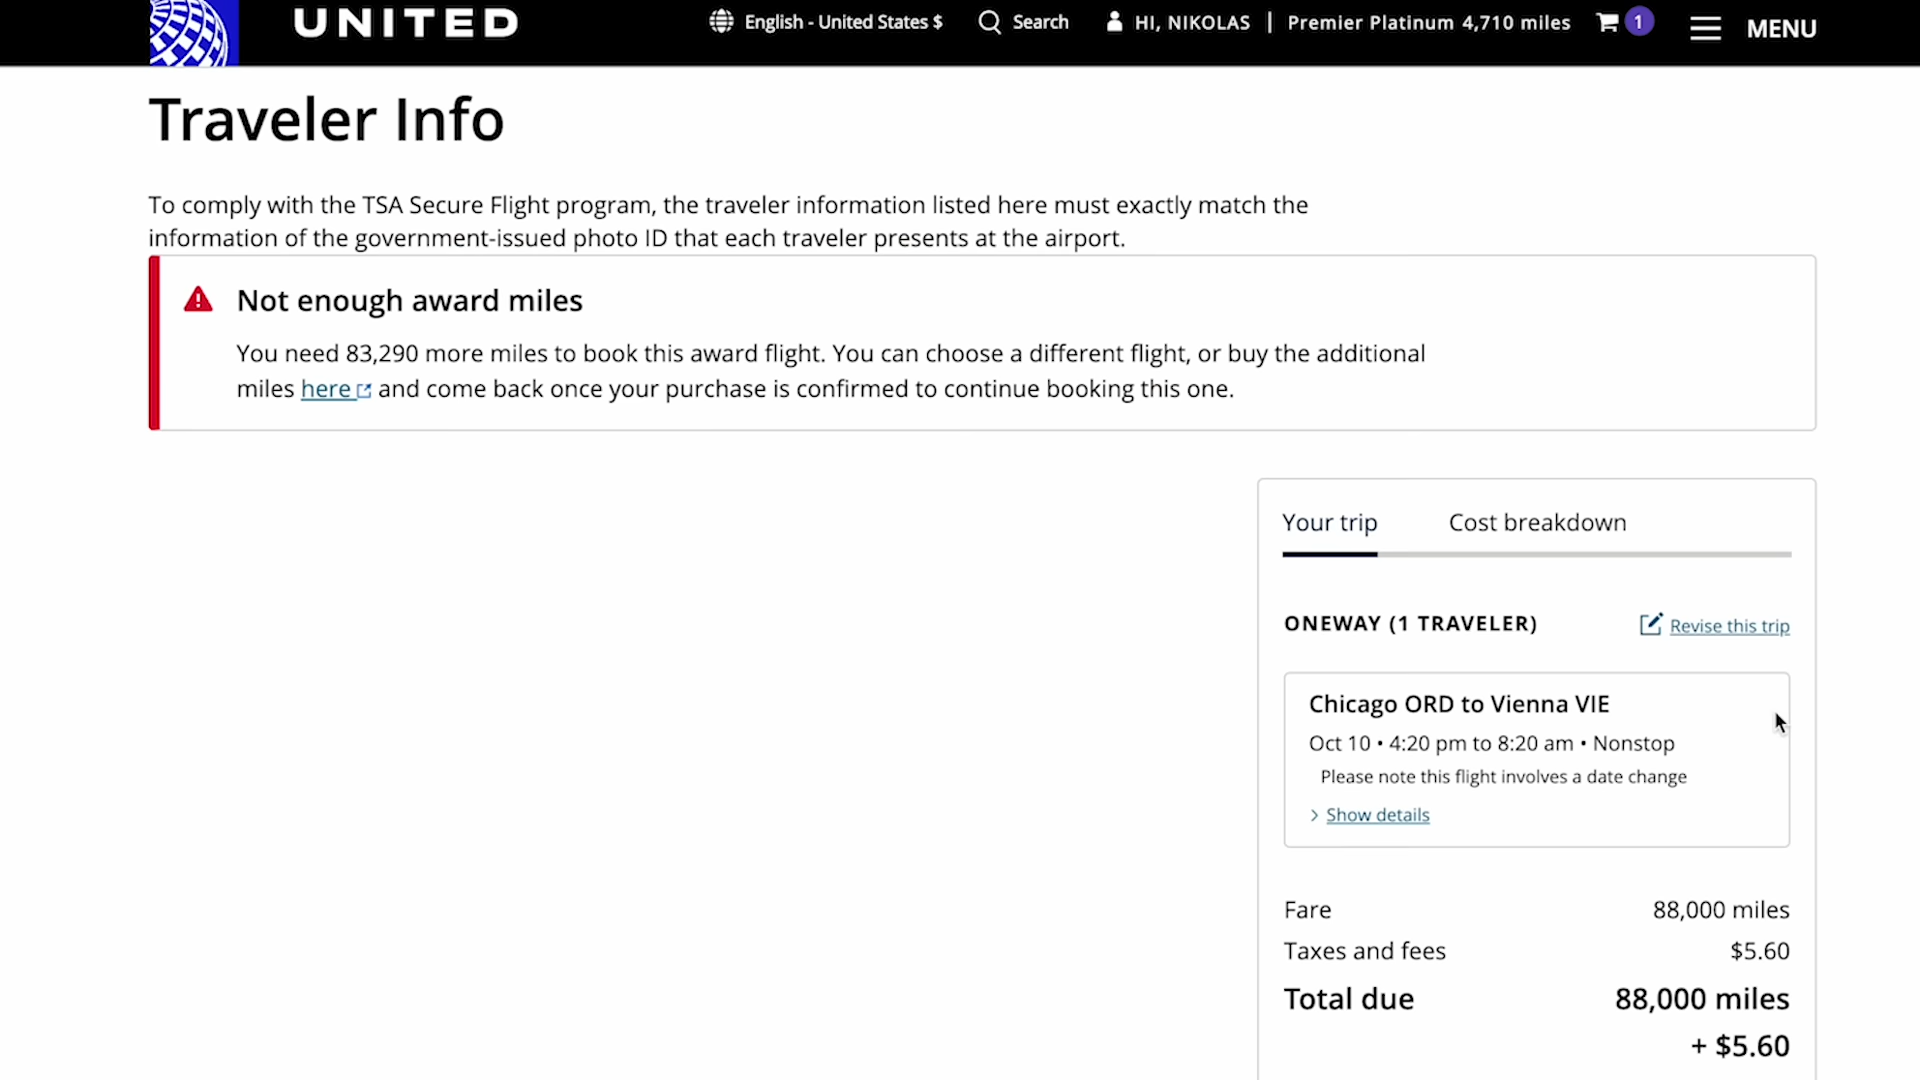 UNITED
English - United States $
Search
HI, NIKOLAS | Premier Platinum 4,710 miles
1
MENU
Traveler Info
To comply with the TSA Secure Flight program, the traveler information listed here must exactly match the
information of the government-issued photo ID that each traveler presents at the airport.
Not enough award miles
You need 83,290 more miles to book this award flight. You can choose a different flight, or buy the additional
miles here and come back once your purchase is confirmed to continue booking this one.
Your trip
Cost breakdown
ONEWAY (1 TRAVELER)
Revise this trip
Chicago ORD to Vienna VIE
Oct 10 • 4:20 pm to 8:20 am • Nonstop
Please note this flight involves a date change
> Show details
Fare 88,000 miles
Taxes and fees $5.60
Total due 88,000 miles
+ $5.60